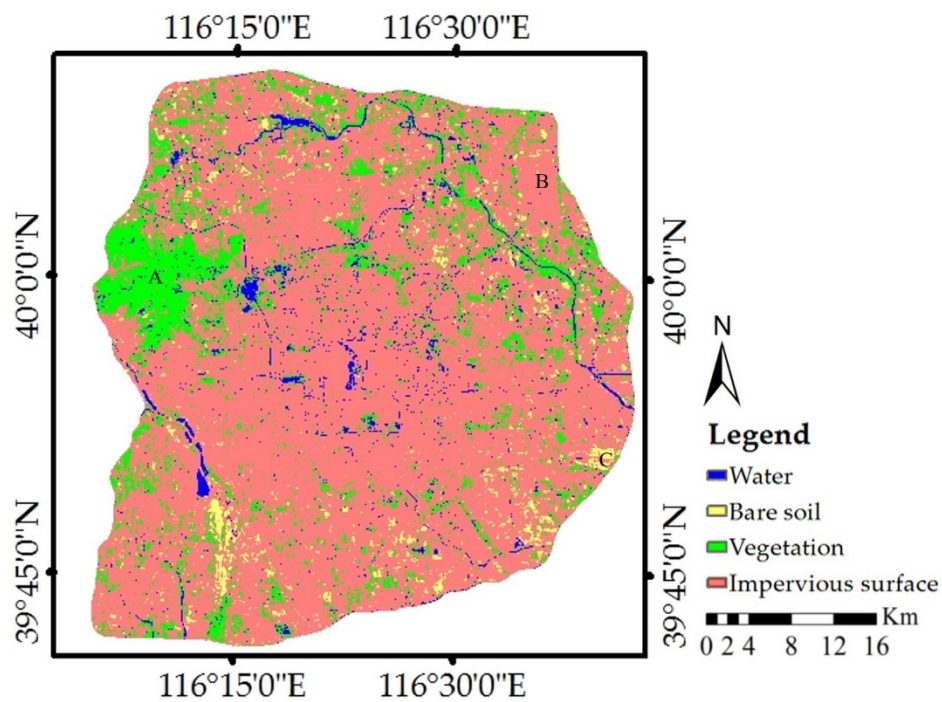 116°15'0"E 116°30'0"E
B
40°0'0"N
A
40°0'0"N
N
C
Legend
Water
Bare soil
Vegetation
Impervious surface
39°45'0"N
39°45'0"N
Km
0 2 4 8 12 16
116°15'0"E 116°30'0"E